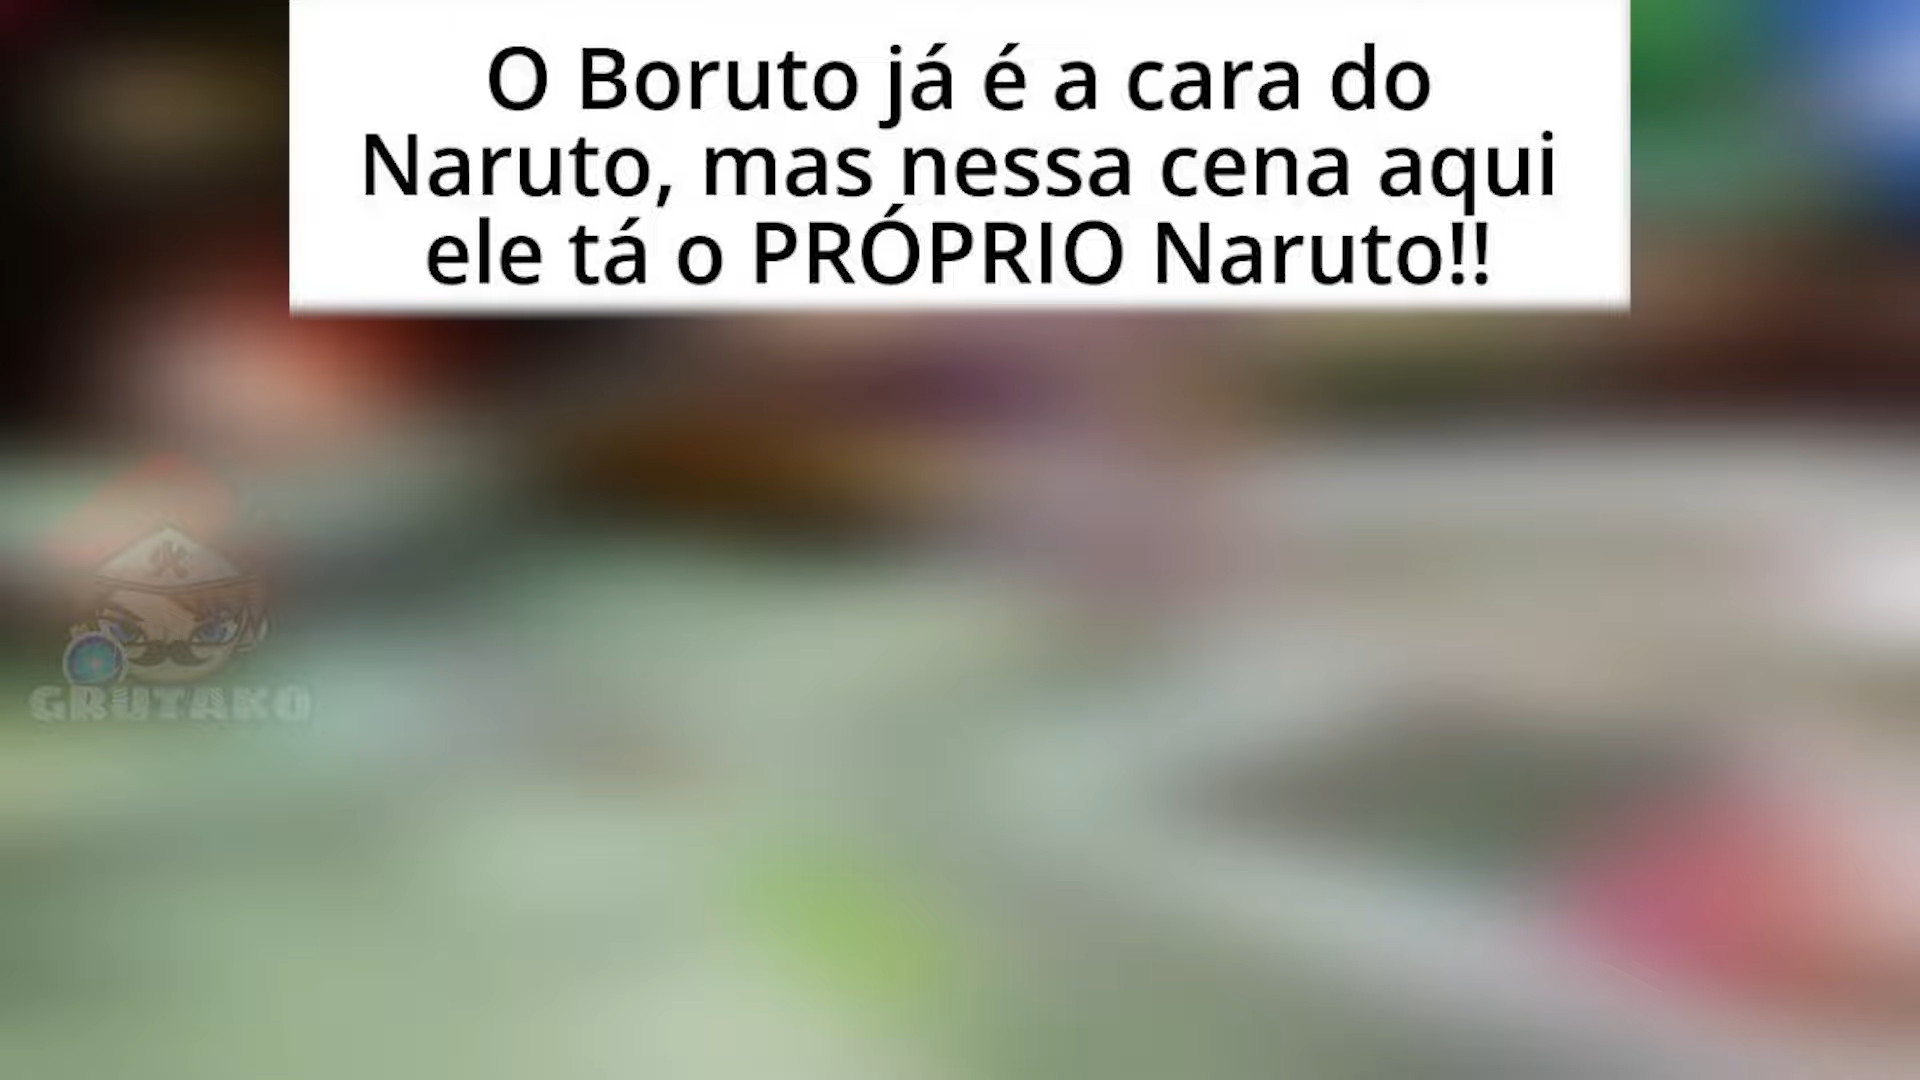 O Boruto já é a cara do
Naruto, mas nessa cena aqui
ele tá o PRÓPRIO Naruto!!
GRUTAKO